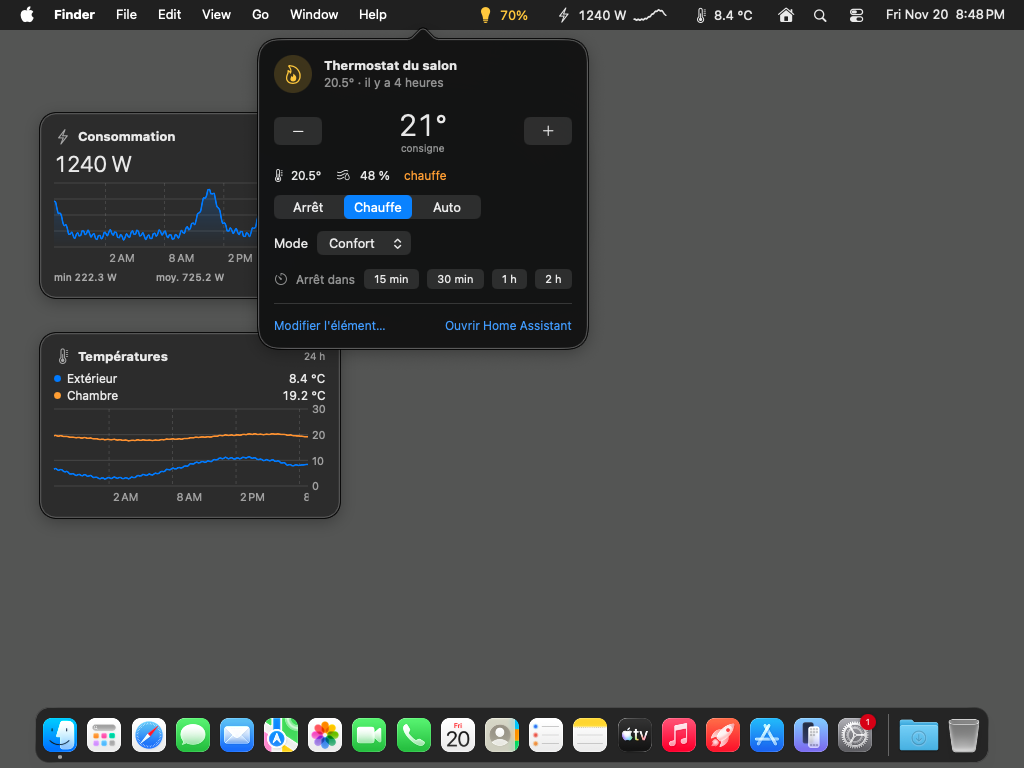 Finder File Edit View Go Window Help 70% 1240 W 8.4 °C Fri Nov 20 8:48 PM
Thermostat du salon
20.5° · il y a 4 heures
− 21° +
consigne
20.5° 48 % chauffe
Arrêt Chauffe Auto
Mode Confort
Arrêt dans 15 min 30 min 1 h 2 h
Modifier l'élément... Ouvrir Home Assistant
Consommation
1240 W
2 AM 8 AM 2 PM
min 222.3 W moy. 725.2 W
Températures 24 h
Extérieur 8.4 °C
Chambre 19.2 °C
30
20
10
0
2 AM 8 AM 2 PM 8
Fri
20
tv
1